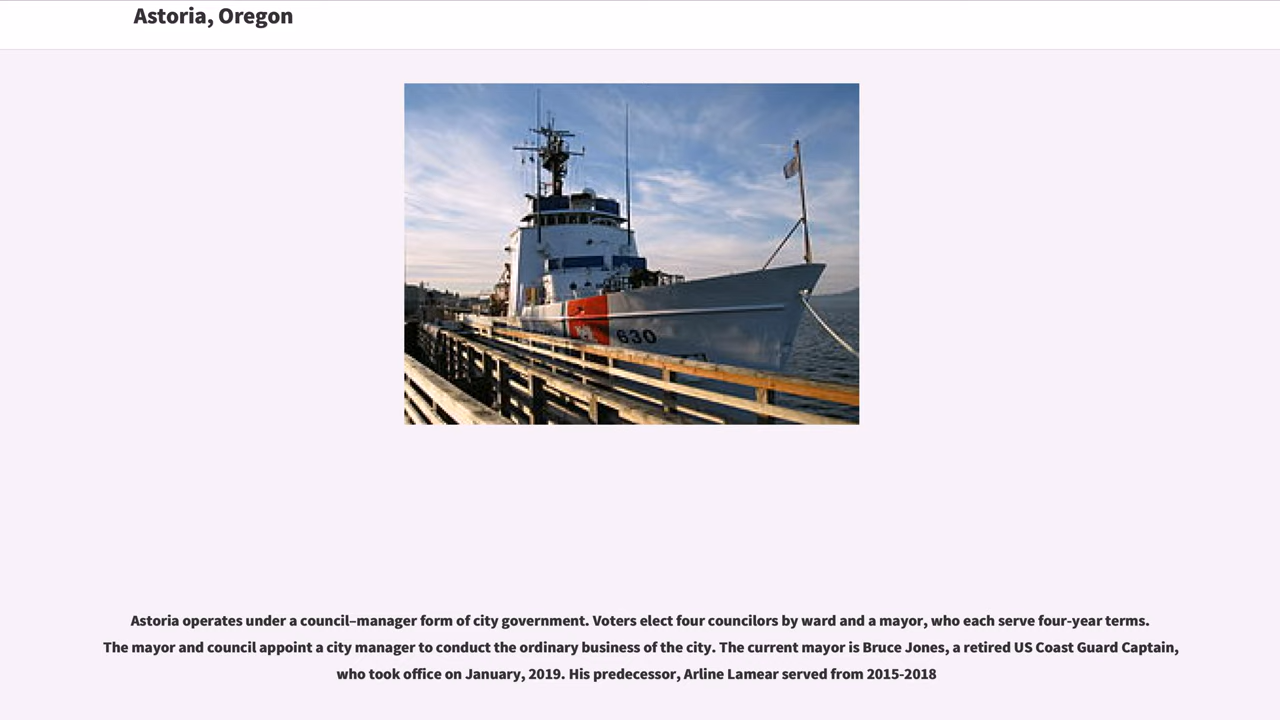 Astoria, Oregon
630
Astoria operates under a council–manager form of city government. Voters elect four councilors by ward and a mayor, who each serve four-year terms.
The mayor and council appoint a city manager to conduct the ordinary business of the city. The current mayor is Bruce Jones, a retired US Coast Guard Captain,
who took office on January, 2019. His predecessor, Arline Lamear served from 2015-2018